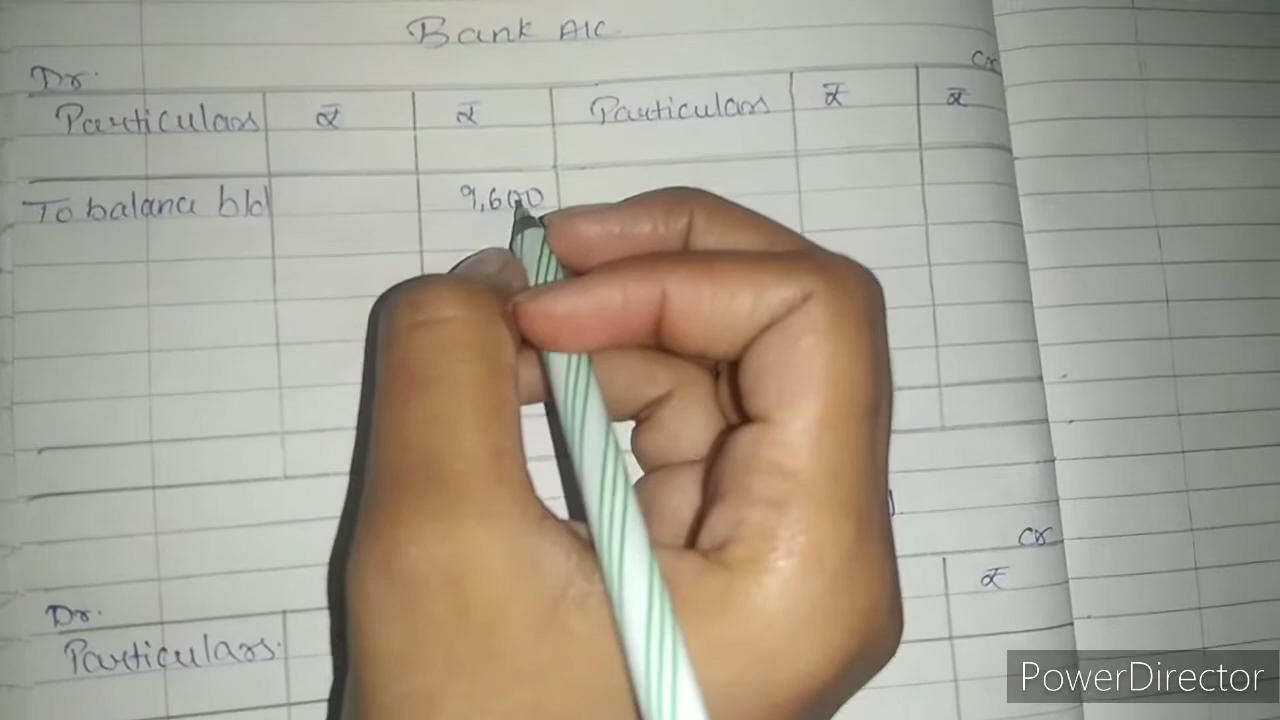 Bank A/C
Dr. Cr
Particulars ₹ ₹ Particulars ₹ ₹
To balance b/d 9,600
Cr
Dr. ₹
Particulars.
PowerDirector